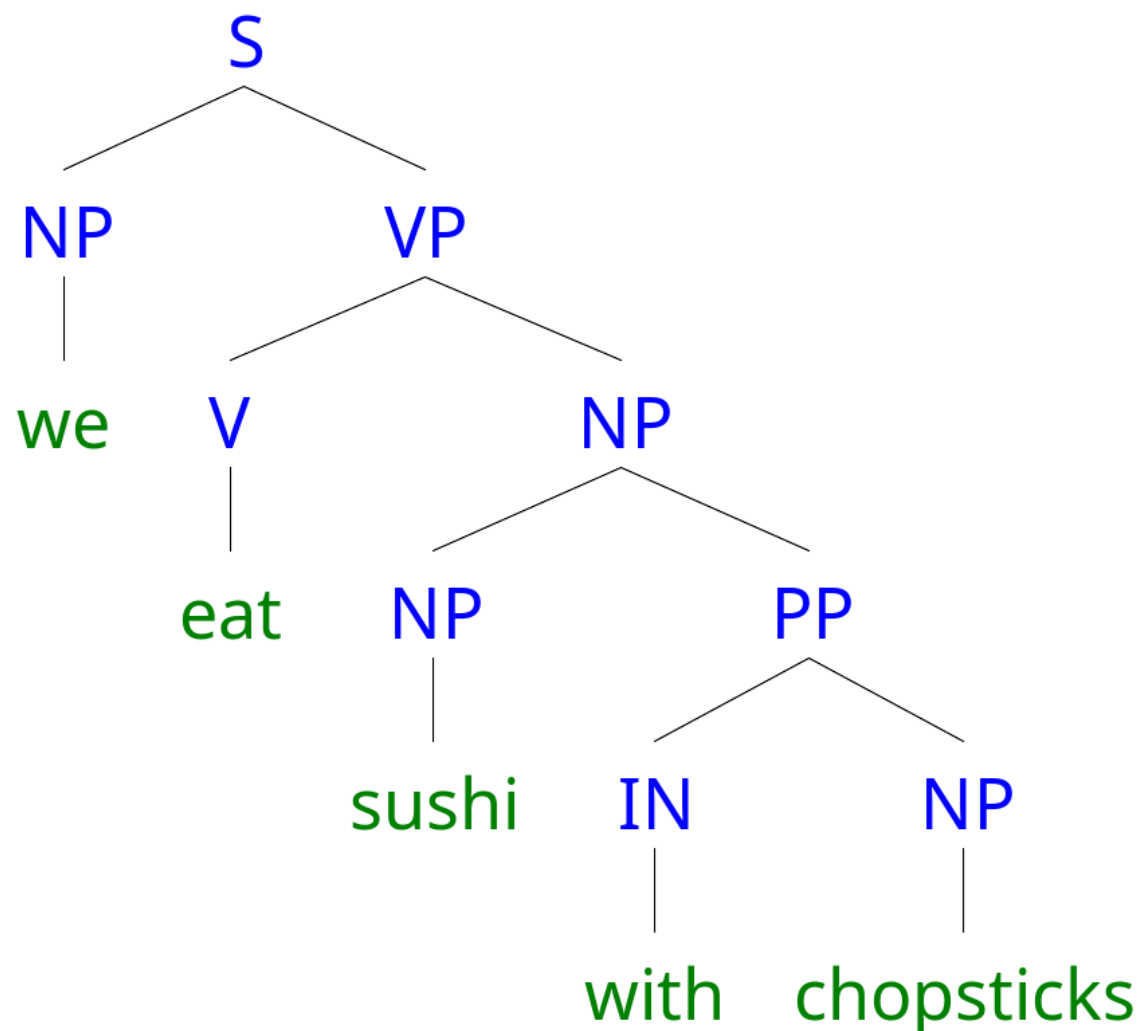 S
NP VP
we V NP
eat NP PP
sushi IN NP
with chopsticks